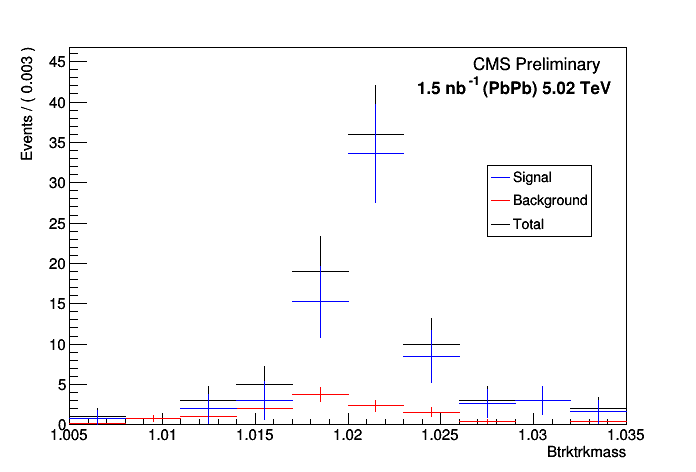 CMS Preliminary
1.5 nb-1 (PbPb) 5.02 TeV
Events / ( 0.003 )
45
40
35
30
25
20
15
10
5
0
Signal
Background
Total
1.005 1.01 1.015 1.02 1.025 1.03 1.035
Btrktrkmass